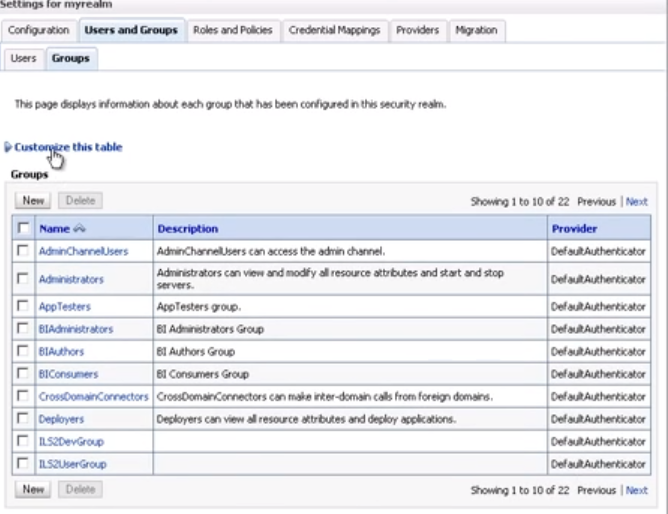 Settings for myrealm
Configuration Users and Groups Roles and Policies Credential Mappings Providers Migration
Users Groups
This page displays information about each group that has been configured in this security realm.
Customize this table
Groups
New Delete Showing 1 to 10 of 22 Previous | Next
Name Description Provider
AdminChannelUsers AdminChannelUsers can access the admin channel. DefaultAuthenticator
Administrators Administrators can view and modify all resource attributes and start and stop servers. DefaultAuthenticator
AppTesters AppTesters group. DefaultAuthenticator
BIAdministrators BI Administrators Group DefaultAuthenticator
BIAuthors BI Authors Group DefaultAuthenticator
BIConsumers BI Consumers Group DefaultAuthenticator
CrossDomainConnectors CrossDomainConnectors can make inter-domain calls from foreign domains. DefaultAuthenticator
Deployers Deployers can view all resource attributes and deploy applications. DefaultAuthenticator
ILS2DevGroup DefaultAuthenticator
ILS2UserGroup DefaultAuthenticator
New Delete Showing 1 to 10 of 22 Previous | Next